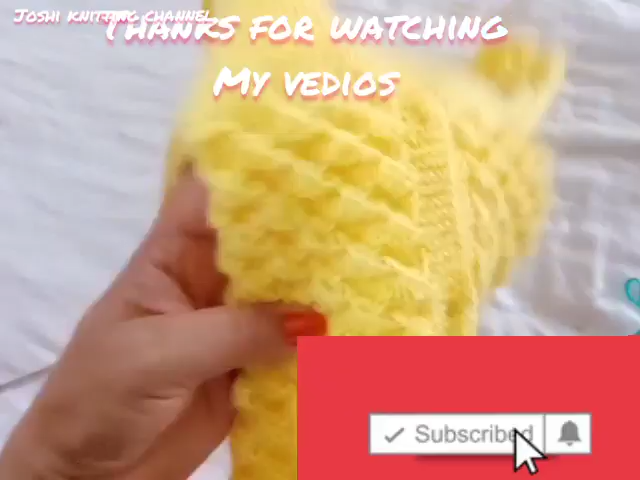 Joshi knitting channel
Thanks for watching
My vedios
Subscribed